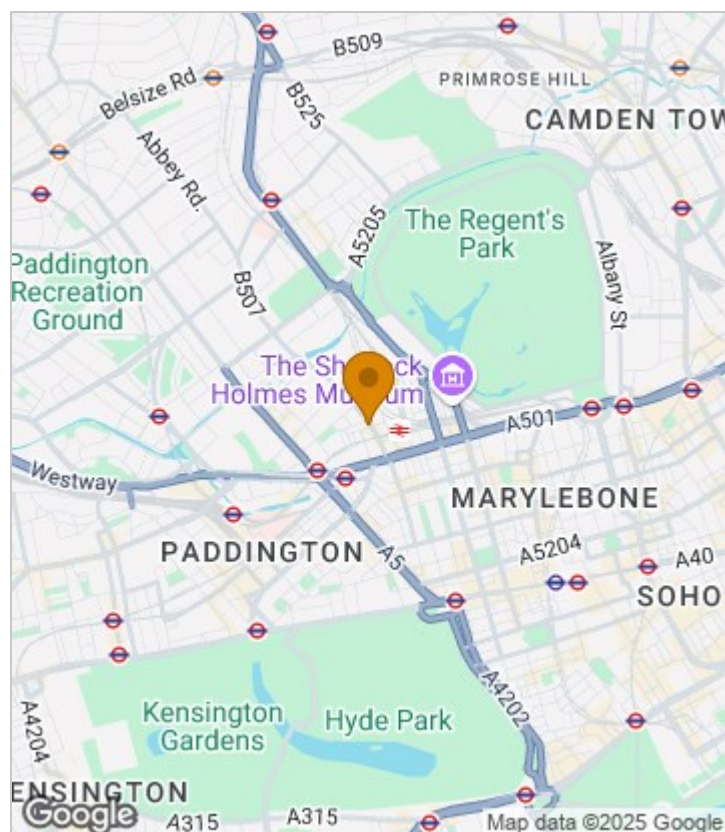 B509
Belsize Rd
PRIMROSE HILL
B525
CAMDEN TOW
Abbey Rd.
The Regent's
Park
A5205
Albany St
Paddington
Recreation
Ground
B507
The Sh
ck
Holmes Mu
um
A501
Westway
MARYLEBONE
PADDINGTON
A5
A5204
A40
SOHO
A4202
Kensington
Gardens
Hyde Park
A4204
ENSINGTON
Google
A315
A315
Map data ©2025 Google